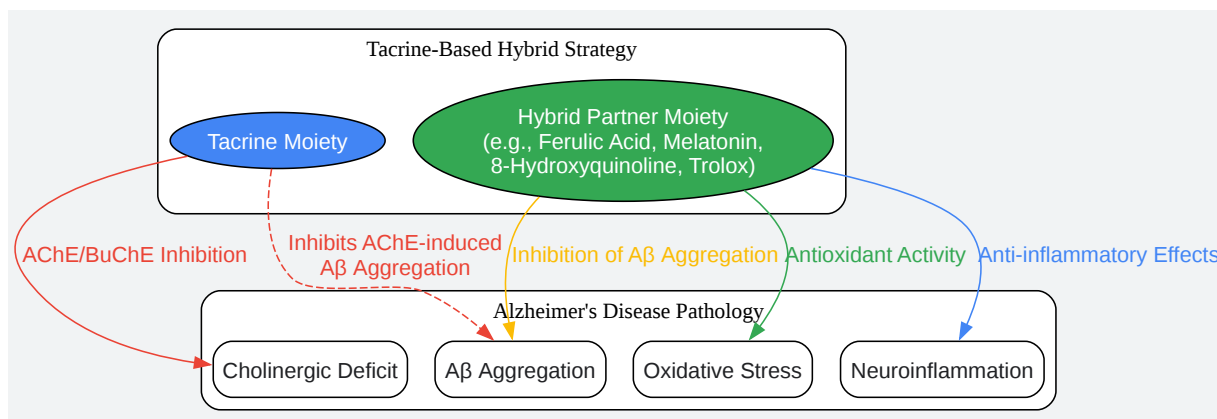 Tacrine-Based Hybrid Strategy
Tacrine Moiety
Hybrid Partner Moiety
(e.g., Ferulic Acid, Melatonin,
8-Hydroxyquinoline, Trolox)
AChE/BuChE Inhibition
Inhibits AChE-induced
Aβ Aggregation
Inhibition of Aβ Aggregation
Antioxidant Activity
Anti-inflammatory Effects
Alzheimer's Disease Pathology
Cholinergic Deficit
Aβ Aggregation
Oxidative Stress
Neuroinflammation